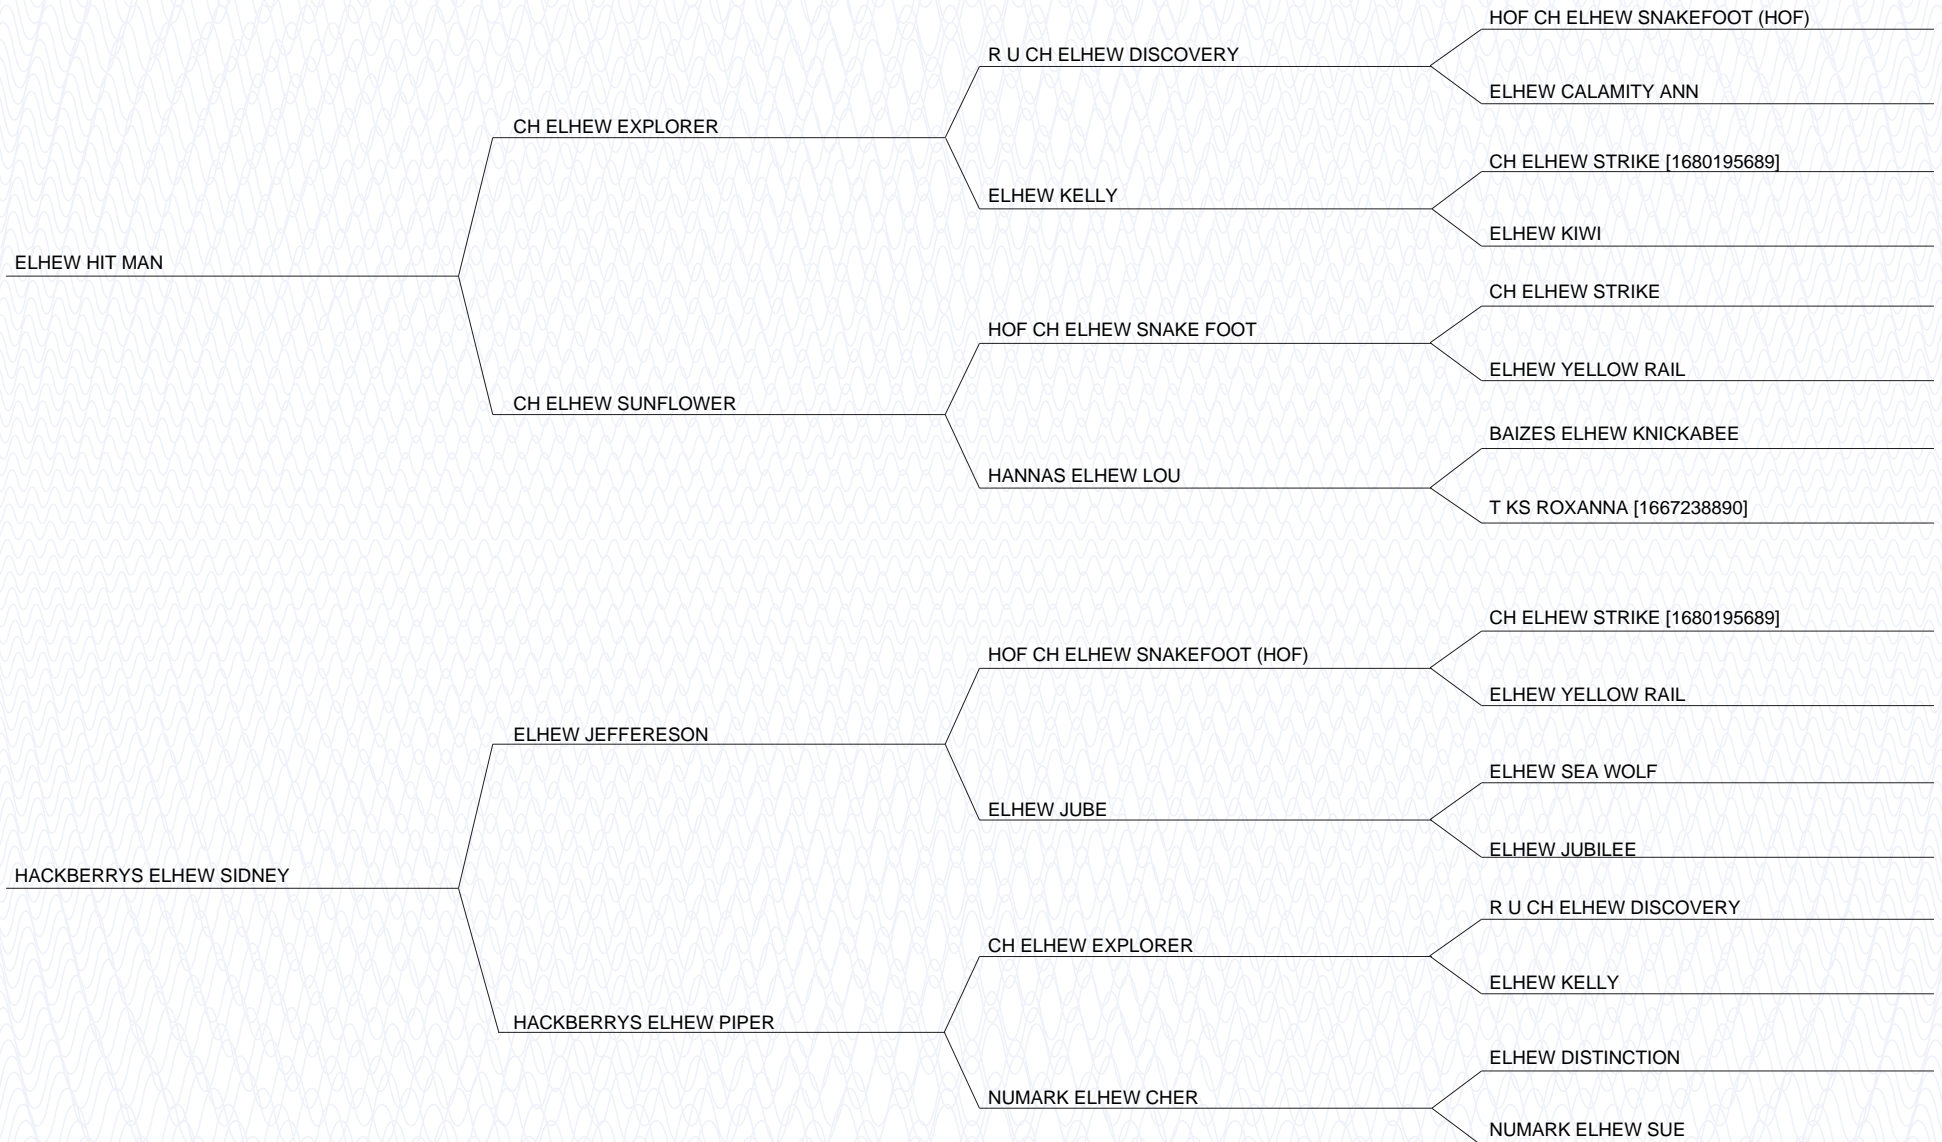 HOF CH ELHEW SNAKEFOOT (HOF)
R U CH ELHEW DISCOVERY
ELHEW CALAMITY ANN
CH ELHEW EXPLORER
CH ELHEW STRIKE [1680195689]
ELHEW KELLY
ELHEW KIWI
ELHEW HIT MAN
CH ELHEW STRIKE
HOF CH ELHEW SNAKE FOOT
ELHEW YELLOW RAIL
CH ELHEW SUNFLOWER
BAIZES ELHEW KNICKABEE
HANNAS ELHEW LOU
T KS ROXANNA [1667238890]
CH ELHEW STRIKE [1680195689]
HOF CH ELHEW SNAKEFOOT (HOF)
ELHEW YELLOW RAIL
ELHEW JEFFERESON
ELHEW SEA WOLF
ELHEW JUBE
ELHEW JUBILEE
HACKBERRYS ELHEW SIDNEY
R U CH ELHEW DISCOVERY
CH ELHEW EXPLORER
ELHEW KELLY
HACKBERRYS ELHEW PIPER
ELHEW DISTINCTION
NUMARK ELHEW CHER
NUMARK ELHEW SUE